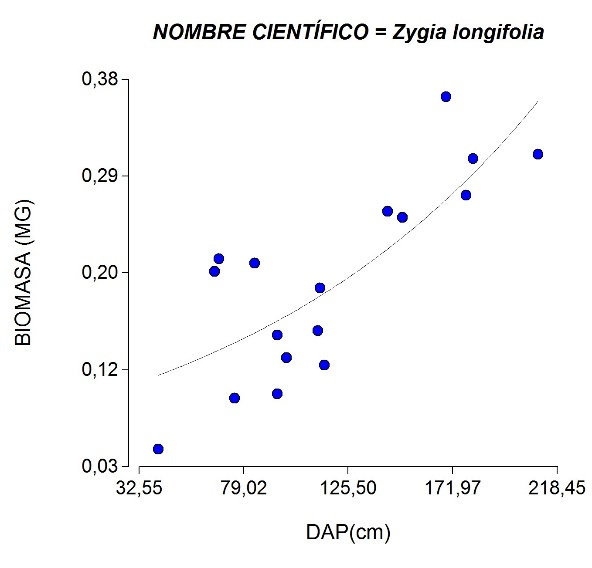 NOMBRE CIENTÍFICO = Zygia longifolia
0,38
0,29
0,20
0,12
0,03
BIOMASA (MG)
32,55 79,02 125,50 171,97 218,45
DAP(cm)